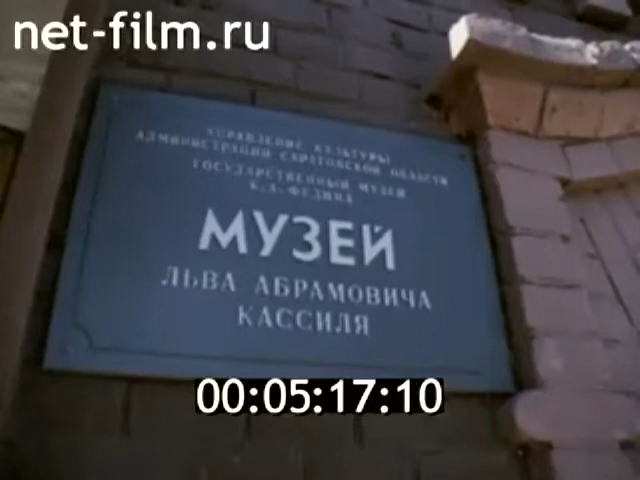 net-film.ru
УПРАВЛЕНИЕ КУЛЬТУРЫ
АДМИНИСТРАЦИИ САРАТОВСКОЙ ОБЛАСТИ
ГОСУДАРСТВЕННЫЙ МУЗЕЙ
К.А. ФЕДИНА
МУЗЕЙ
ЛЬВА АБРАМОВИЧА
КАССИЛЯ
00:05:17:10